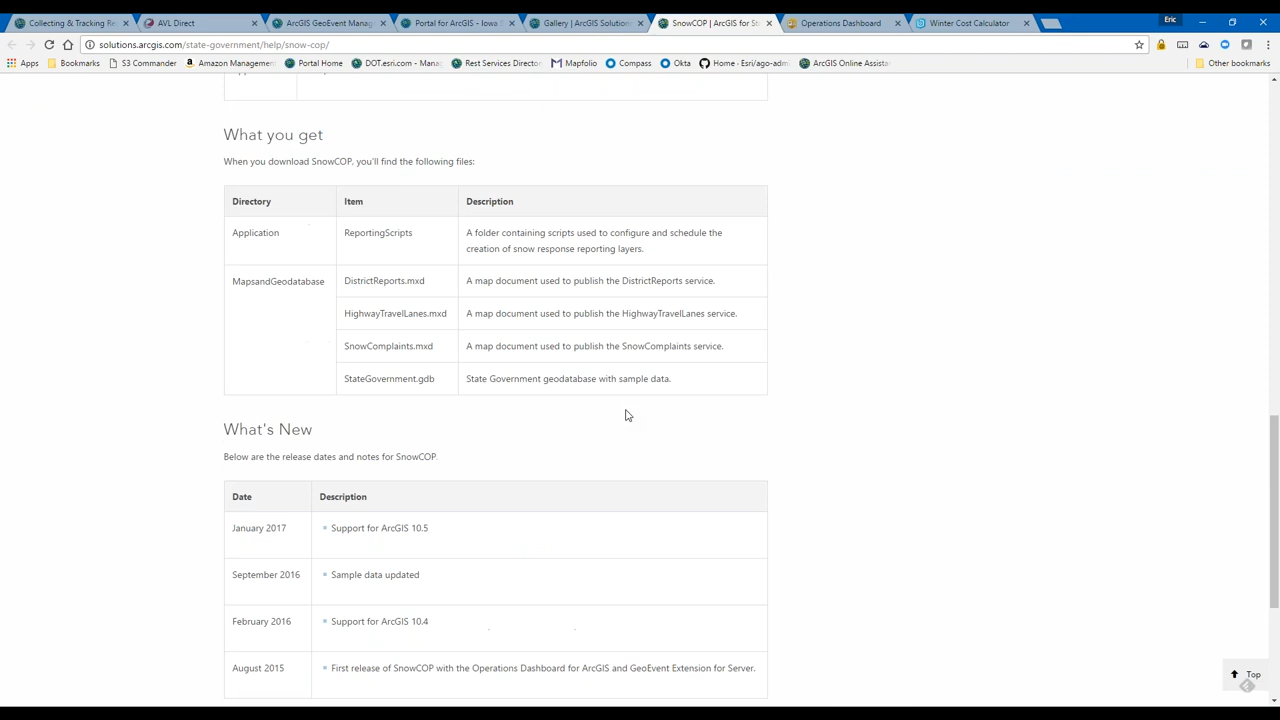 Collecting & Tracking Re
AVL Direct
ArcGIS GeoEvent Manag
Portal for ArcGIS - Iowa
Gallery | ArcGIS Solution
SnowCOP | ArcGIS for St
Operations Dashboard
Winter Cost Calculator
Eric
solutions.arcgis.com/state-government/help/snow-cop/
Apps
Bookmarks
S3 Commander
Amazon Managemen
Portal Home
DOT.esri.com - Mana
Rest Services Director
Mapfolio
Compass
Okta
Home · Esri/ago-adm
ArcGIS Online Assista
Other bookmarks
What you get
When you download SnowCOP, you'll find the following files:
Directory
Item
Description
Application
ReportingScripts
A folder containing scripts used to configure and schedule the
creation of snow response reporting layers.
MapsandGeodatabase
DistrictReports.mxd
A map document used to publish the DistrictReports service.
HighwayTravelLanes.mxd
A map document used to publish the HighwayTravelLanes service.
SnowComplaints.mxd
A map document used to publish the SnowComplaints service.
StateGovernment.gdb
State Government geodatabase with sample data.
What's New
Below are the release dates and notes for SnowCOP.
Date
Description
January 2017
Support for ArcGIS 10.5
September 2016
Sample data updated
February 2016
Support for ArcGIS 10.4
August 2015
First release of SnowCOP with the Operations Dashboard for ArcGIS and GeoEvent Extension for Server.
Top